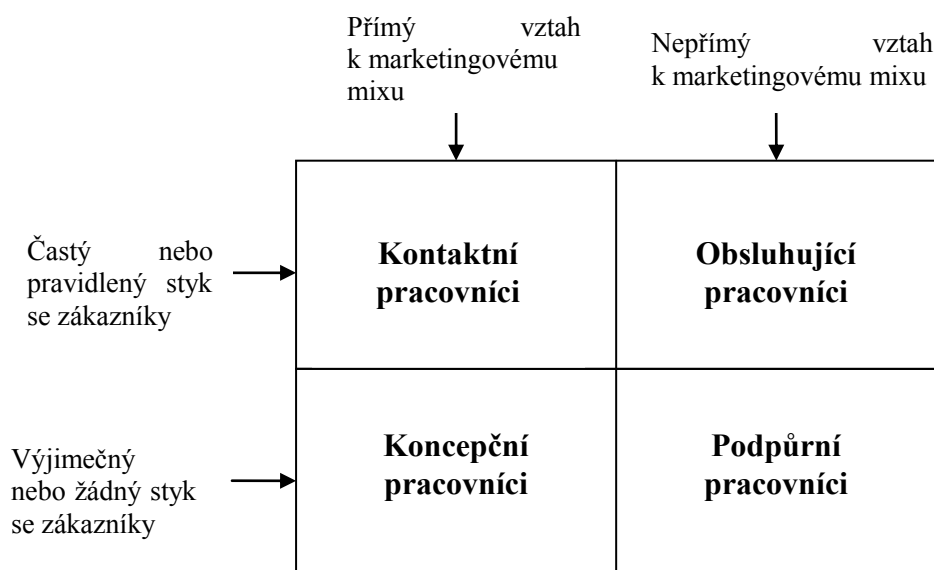 Přímý vztah
k marketingovému
mixu
Nepřímý vztah
k marketingovému mixu
Častý nebo
pravidlený styk
se zákazníky
Kontaktní
pracovníci
Obsluhující
pracovníci
Výjimečný
nebo žádný styk
se zákazníky
Koncepční
pracovníci
Podpůrní
pracovníci